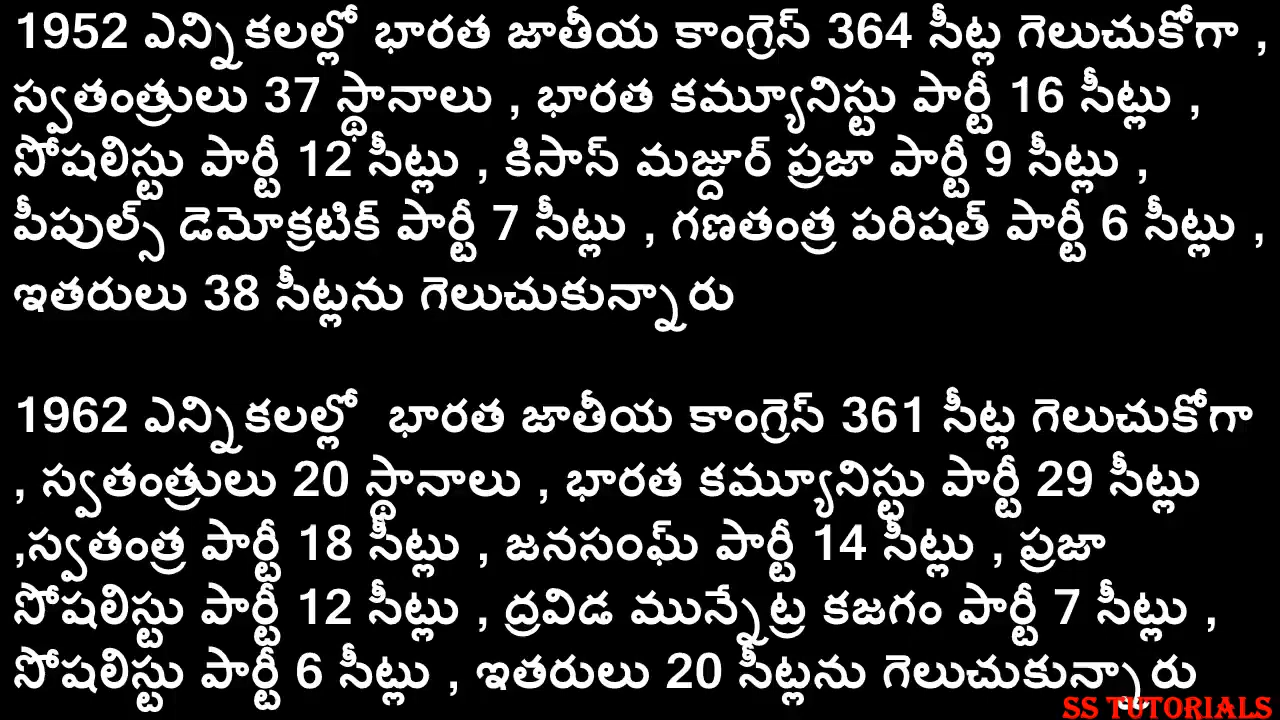 1952 ఎన్నికలల్లో భారత జాతీయ కాంగ్రెస్ 364 సీట్ల గెలుచుకోగా ,
స్వతంత్రులు 37 స్థానాలు , భారత కమ్యూనిస్టు పార్టీ 16 సీట్లు ,
సోషలిస్టు పార్టీ 12 సీట్లు , కిసాస్ మజ్దూర్ ప్రజా పార్టీ 9 సీట్లు ,
పీపుల్స్ డెమోక్రటిక్ పార్టీ 7 సీట్లు , గణతంత్ర పరిషత్ పార్టీ 6 సీట్లు ,
ఇతరులు 38 సీట్లను గెలుచుకున్నారు
1962 ఎన్నికలల్లో భారత జాతీయ కాంగ్రెస్ 361 సీట్ల గెలుచుకోగా
, స్వతంత్రులు 20 స్థానాలు , భారత కమ్యూనిస్టు పార్టీ 29 సీట్లు
,స్వతంత్ర పార్టీ 18 సీట్లు , జనసంఘ్ పార్టీ 14 సీట్లు , ప్రజా
సోషలిస్టు పార్టీ 12 సీట్లు , ద్రవిడ మున్నేట్ర కజగం పార్టీ 7 సీట్లు ,
సోషలిస్టు పార్టీ 6 సీట్లు , ఇతరులు 20 సీట్లను గెలుచుకున్నారు
SS TUTORIALS